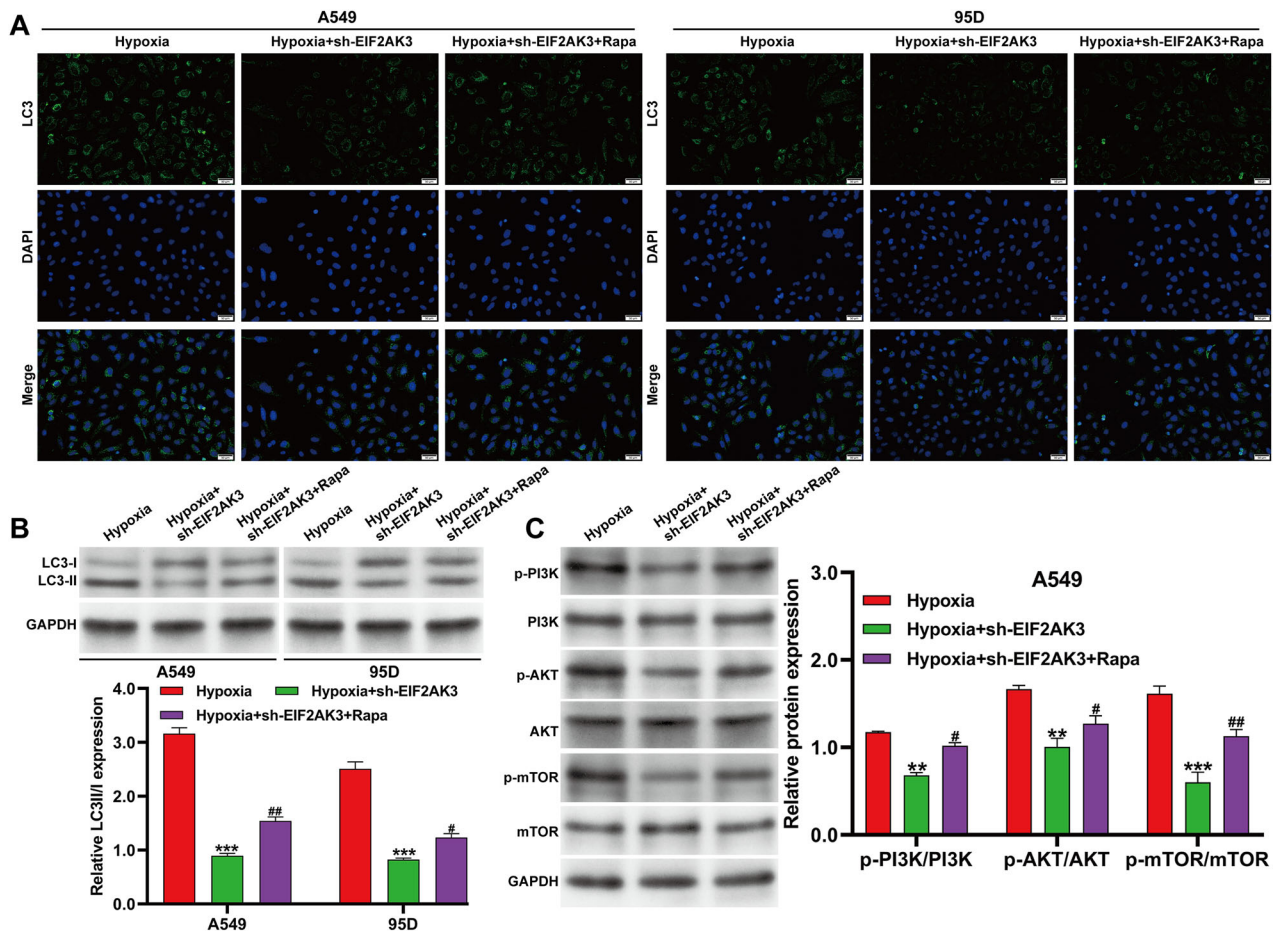 A
A549
95D
Hypoxia
Hypoxia+sh-EIF2AK3
Hypoxia+sh-EIF2AK3+Rapa
Hypoxia
Hypoxia+sh-EIF2AK3
Hypoxia+sh-EIF2AK3+Rapa
LC3
LC3
DAPI
DAPI
Merge
Merge
B
Hypoxia
Hypoxia+
sh-EIF2AK3
Hypoxia+
sh-EIF2AK3+Rapa
Hypoxia
Hypoxia+
sh-EIF2AK3
Hypoxia+
sh-EIF2AK3+Rapa
LC3-I
LC3-II
GAPDH
A549
95D
Relative LC3II/I expression
4.0
3.0
2.0
1.0
0.0
Hypoxia
Hypoxia+sh-EIF2AK3
Hypoxia+sh-EIF2AK3+Rapa
***
##
***
#
A549
95D
C
Hypoxia
Hypoxia+
sh-EIF2AK3
Hypoxia+
sh-EIF2AK3+Rapa
p-PI3K
PI3K
p-AKT
AKT
p-mTOR
mTOR
GAPDH
A549
Relative protein expression
3.0
2.0
1.0
0.0
Hypoxia
Hypoxia+sh-EIF2AK3
Hypoxia+sh-EIF2AK3+Rapa
**
#
**
#
***
##
p-PI3K/PI3K
p-AKT/AKT
p-mTOR/mTOR